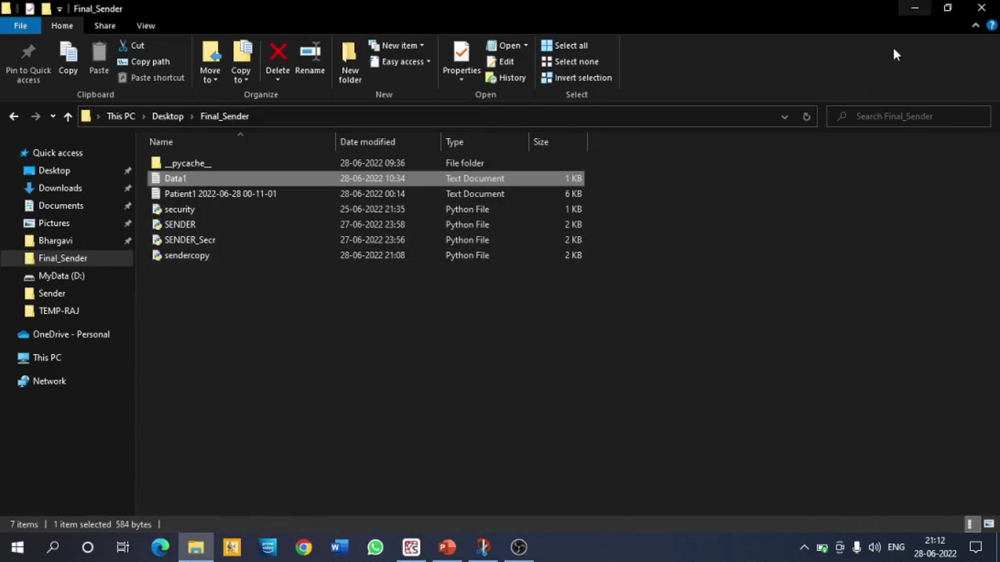 Final_Sender
File Home Share View
Pin to Quick access
Copy
Paste
Cut
Copy path
Paste shortcut
Move to
Copy to
Delete
Rename
New folder
New item
Easy access
Properties
Open
Edit
History
Select all
Select none
Invert selection
Clipboard Organize New Open Select
This PC › Desktop › Final_Sender
Search Final_Sender
Quick access
Desktop
Downloads
Documents
Pictures
Bhargavi
Final_Sender
MyData (D:)
Sender
TEMP-RAJ
OneDrive - Personal
This PC
Network
Name Date modified Type Size
__pycache__ 28-06-2022 09:36 File folder
Data1 28-06-2022 10:34 Text Document 1 KB
Patient1 2022-06-28 00-11-01 28-06-2022 00:14 Text Document 6 KB
security 25-06-2022 21:35 Python File 1 KB
SENDER 27-06-2022 23:58 Python File 2 KB
SENDER_Secr 27-06-2022 23:56 Python File 2 KB
sendercopy 28-06-2022 21:08 Python File 2 KB
7 items 1 item selected 584 bytes
prime video
W
P
ENG
21:12
28-06-2022